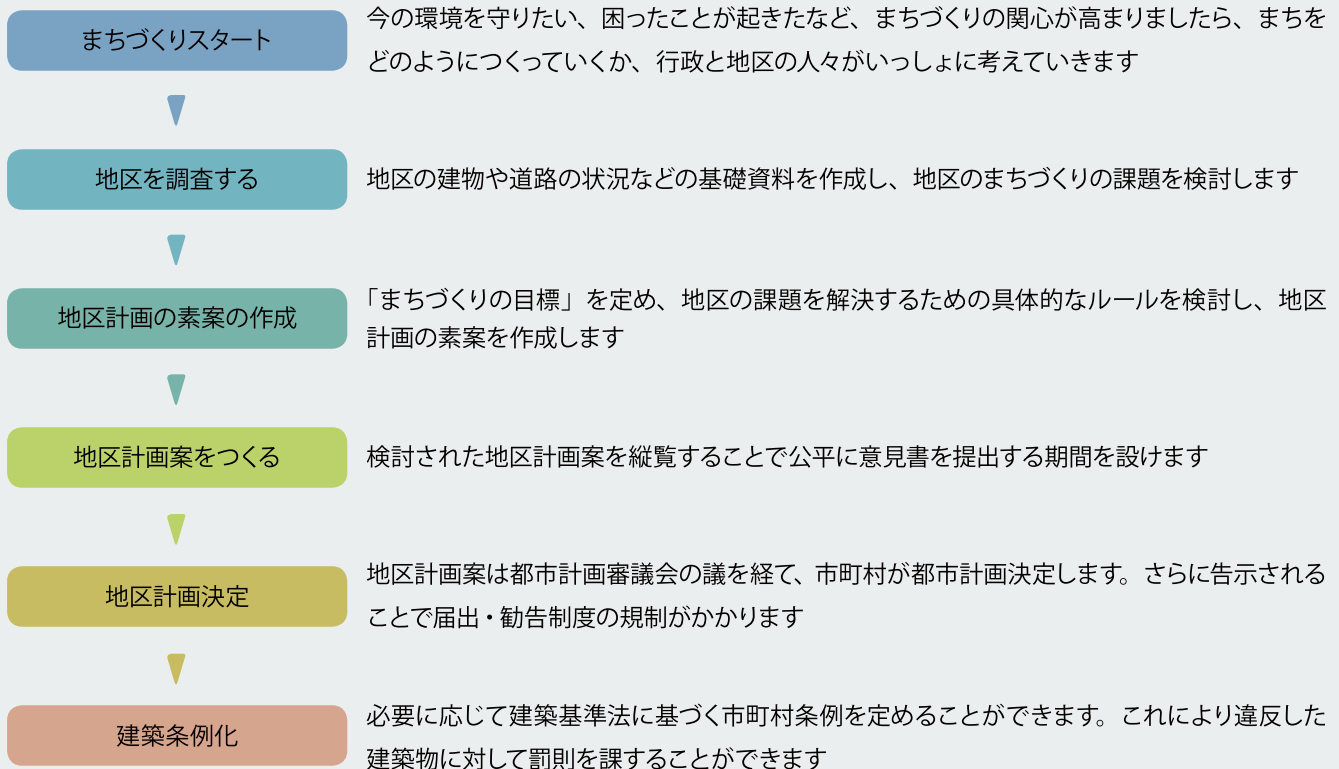 まちづくりスタート
今の環境を守りたい、困ったことが起きたなど、まちづくりの関心が高まりましたら、まちを
どのようにつくっていくか、行政と地区の人々がいっしょに考えていきます
地区を調査する
地区の建物や道路の状況などの基礎資料を作成し、地区のまちづくりの課題を検討します
地区計画の素案の作成
「まちづくりの目標」を定め、地区の課題を解決するための具体的なルールを検討し、地区
計画の素案を作成します
地区計画案をつくる
検討された地区計画案を縦覧することで公平に意見書を提出する期間を設けます
地区計画決定
地区計画案は都市計画審議会の議を経て、市町村が都市計画決定します。さらに告示される
ことで届出・勧告制度の規制がかかります
建築条例化
必要に応じて建築基準法に基づく市町村条例を定めることができます。これにより違反した
建築物に対して罰則を課することができます